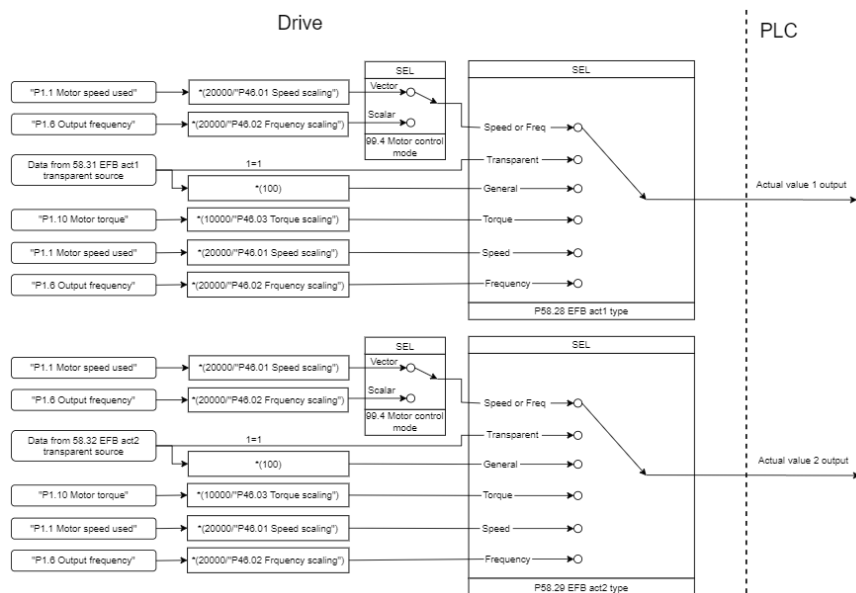 Drive
PLC
SEL
SEL
"P1.1 Motor speed used"
*(20000/"P46.01 Speed scaling")
Vector
"P1.6 Output frequency"
*(20000/"P46.02 Frquency scaling")
Scalar
Speed or Freq
99.4 Motor control
mode
Data from 58.31 EFB act1
transparent source
1=1
Transparent
*(100)
General
Actual value 1 output
"P1.10 Motor torque"
*(10000/"P46.03 Torque scaling")
Torque
"P1.1 Motor speed used"
*(20000/"P46.01 Speed scaling")
Speed
"P1.6 Output frequency"
*(20000/"P46.02 Frquency scaling")
Frequency
P58.28 EFB act1 type
SEL
SEL
"P1.1 Motor speed used"
*(20000/"P46.01 Speed scaling")
Vector
"P1.6 Output frequency"
*(20000/"P46.02 Frquency scaling")
Scalar
Speed or Freq
99.4 Motor control
mode
Data from 58.32 EFB act2
transparent source
1=1
Transparent
*(100)
General
Actual value 2 output
"P1.10 Motor torque"
*(10000/"P46.03 Torque scaling")
Torque
"P1.1 Motor speed used"
*(20000/"P46.01 Speed scaling")
Speed
"P1.6 Output frequency"
*(20000/"P46.02 Frquency scaling")
Frequency
P58.29 EFB act2 type